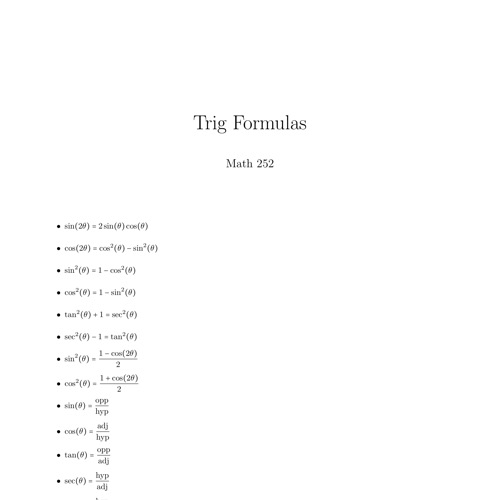 Trig Formulas
Math 252
• sin(2θ) = 2 sin(θ) cos(θ)
• cos(2θ) = cos²(θ) − sin²(θ)
• sin²(θ) = 1 − cos²(θ)
• cos²(θ) = 1 − sin²(θ)
• tan²(θ) + 1 = sec²(θ)
• sec²(θ) − 1 = tan²(θ)
• sin²(θ) = (1 − cos(2θ))/2
• cos²(θ) = (1 + cos(2θ))/2
• sin(θ) = opp/hyp
• cos(θ) = adj/hyp
• tan(θ) = opp/adj
• sec(θ) = hyp/adj